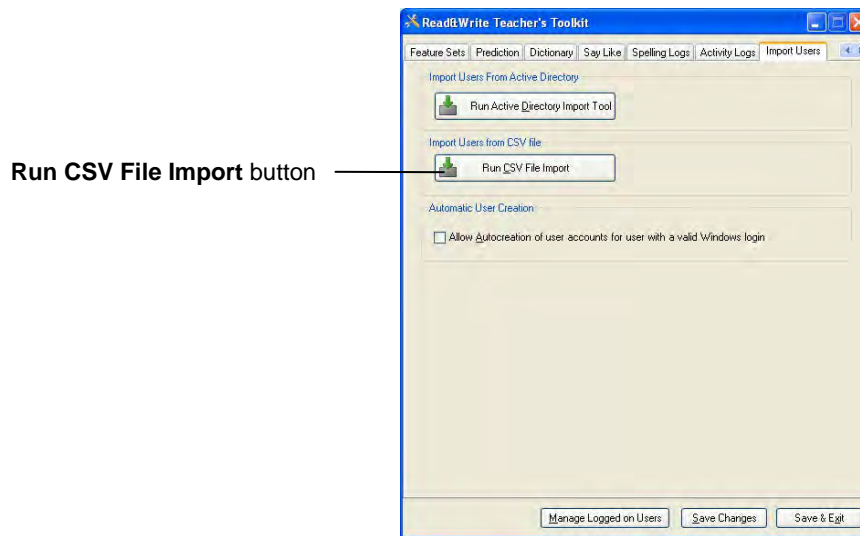 Read&Write Teacher's Toolkit
Feature Sets Prediction Dictionary Say Like Spelling Logs Activity Logs Import Users
Import Users From Active Directory
Run Active Directory Import Tool
Import Users from CSV file
Run CSV File Import button
Run CSV File Import
Automatic User Creation
Allow Autocreation of user accounts for user with a valid Windows login
Manage Logged on Users Save Changes Save & Exit